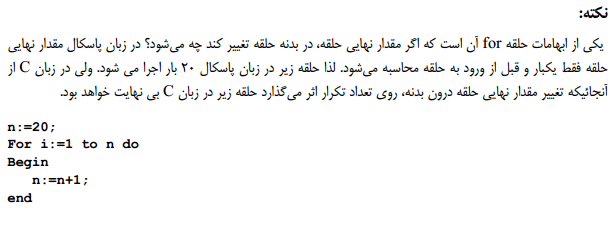 نکته:
یکی از ابهامات حلقه for آن است که اگر مقدار نهایی حلقه، در بدنه حلقه تغییر کند چه می‌شود؟ در زبان پاسکال مقدار نهایی
حلقه فقط یکبار و قبل از ورود به حلقه محاسبه می‌شود. لذا حلقه زیر در زبان پاسکال ۲۰ بار اجرا می شود. ولی در زبان C از
آنجائیکه تغییر مقدار نهایی حلقه درون بدنه، روی تعداد تکرار اثر می‌گذارد حلقه زیر در زبان C بی نهایت خواهد بود.
n:=20;
For i:=1 to n do
Begin
n:=n+1;
end